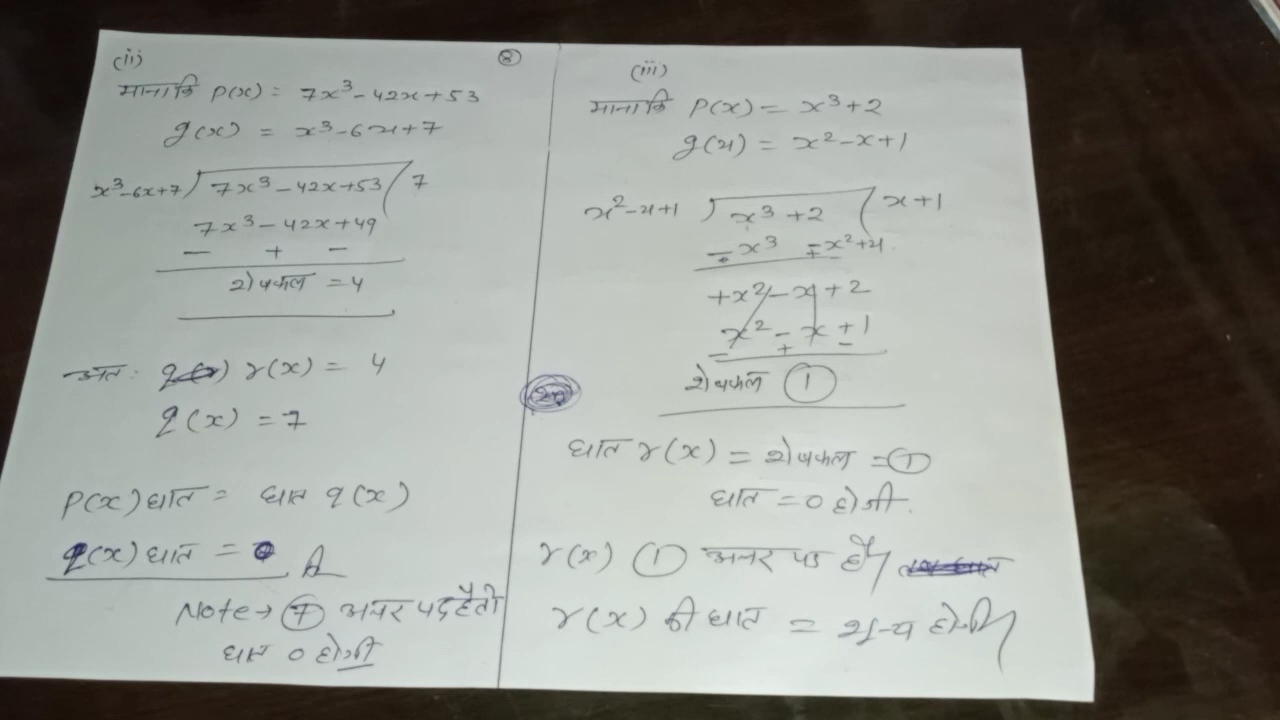 (ii)
मानाकि P(x) = 7x³-42x+53
g(x) = x³-6x+7
x³-6x+7) 7x³-42x+53 ( 7
7x³-42x+49
- + -
शेषफल = 4
अत: r(x) = 4
q(x) = 7
P(x) घात = घात q(x)
q(x) घात = 0 A
Note → 7 अचर पद है तो
घात 0 होगी
8
(iii)
मानाकि P(x) = x³+2
g(x) = x²-x+1
x²-x+1 ) x³+2 ( x+1
x³ -x²+x
+x²-x+2
x²-x+1
- + -
शेषफल 1
घात r(x) = शेषफल = 1
घात = 0 होगी.
r(x) 1 अचर पद है/
r(x) की घात = शून्य होगी/